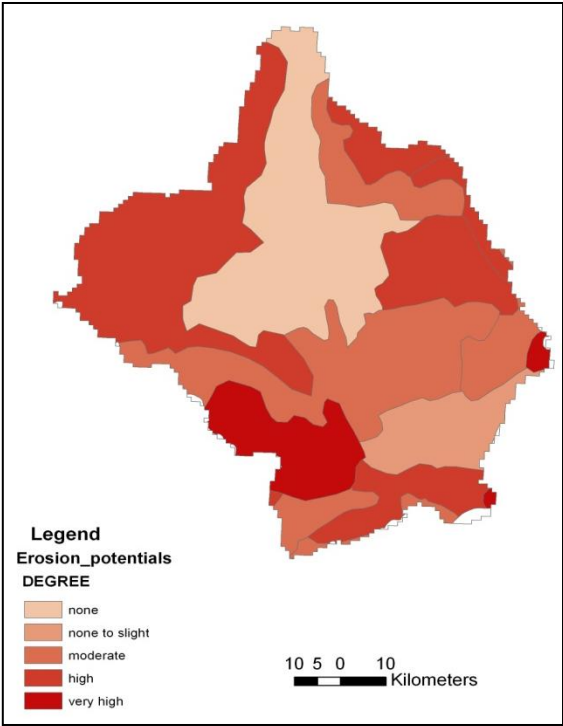 Legend
Erosion_potentials
DEGREE
none
none to slight
moderate
high
very high
10 5 0 10
Kilometers